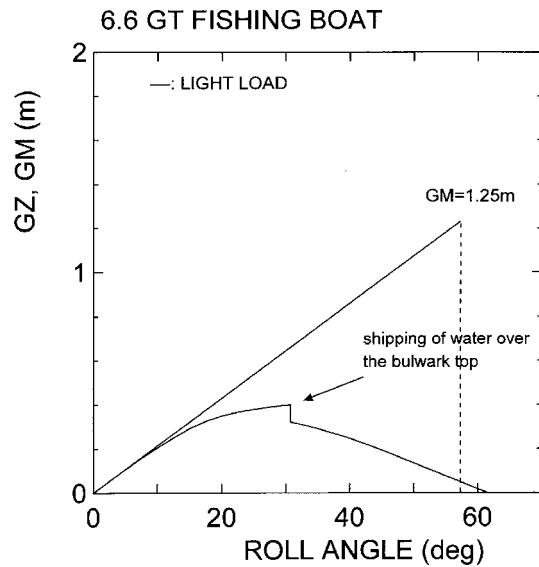 6.6 GT FISHING BOAT
2
—: LIGHT LOAD
GZ, GM (m)
GM=1.25m
1
shipping of water over
the bulwark top
0
0 20 40 60
ROLL ANGLE (deg)